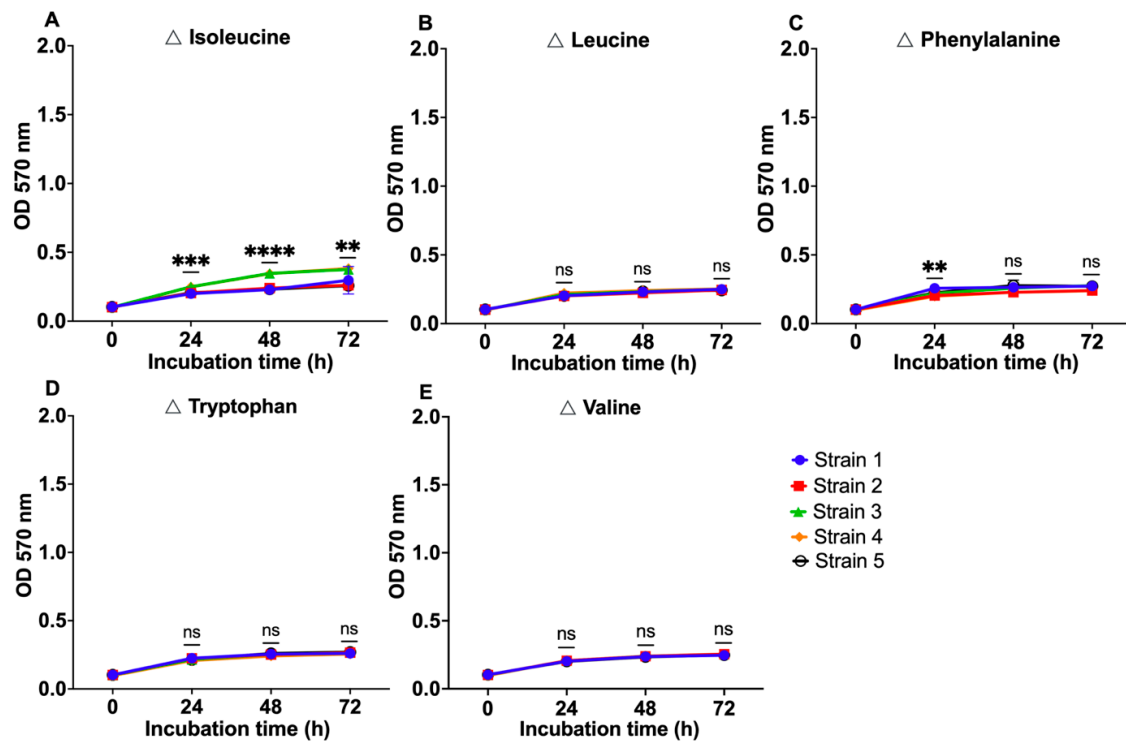 A
△ Isoleucine
OD 570 nm
2.0
1.5
1.0
0.5
0.0
*** **** **
0 24 48 72
Incubation time (h)
B
△ Leucine
OD 570 nm
2.0
1.5
1.0
0.5
0.0
ns ns ns
0 24 48 72
Incubation time (h)
C
△ Phenylalanine
OD 570 nm
2.0
1.5
1.0
0.5
0.0
** ns ns
0 24 48 72
Incubation time (h)
D
△ Tryptophan
OD 570 nm
2.0
1.5
1.0
0.5
0.0
ns ns ns
0 24 48 72
Incubation time (h)
E
△ Valine
OD 570 nm
2.0
1.5
1.0
0.5
0.0
ns ns ns
0 24 48 72
Incubation time (h)
Strain 1
Strain 2
Strain 3
Strain 4
Strain 5